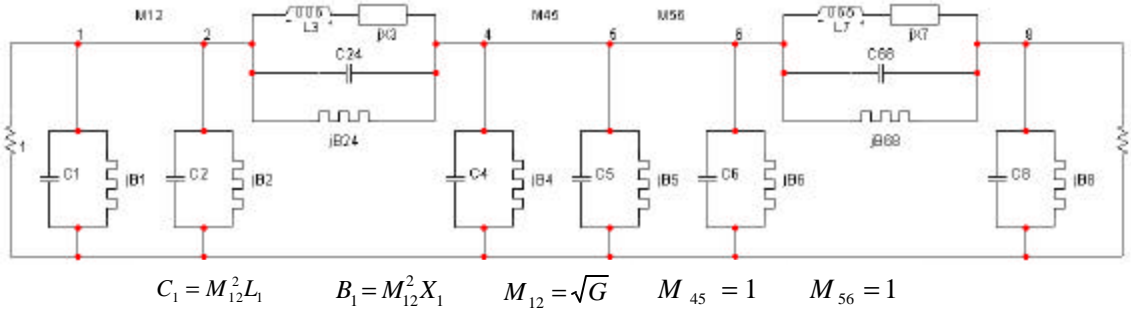 M12 M45 M56
L3 jX3 L7 jX7
1 2 4 5 6 8
C24 C68
jB24 jB68
1 C1 jB1 C2 jB2 C4 jB4 C5 jB5 C6 jB6 C8 jB8
C₁ = M₁₂²L₁ B₁ = M₁₂²X₁ M₁₂ = √G M₄₅ = 1 M₅₆ = 1